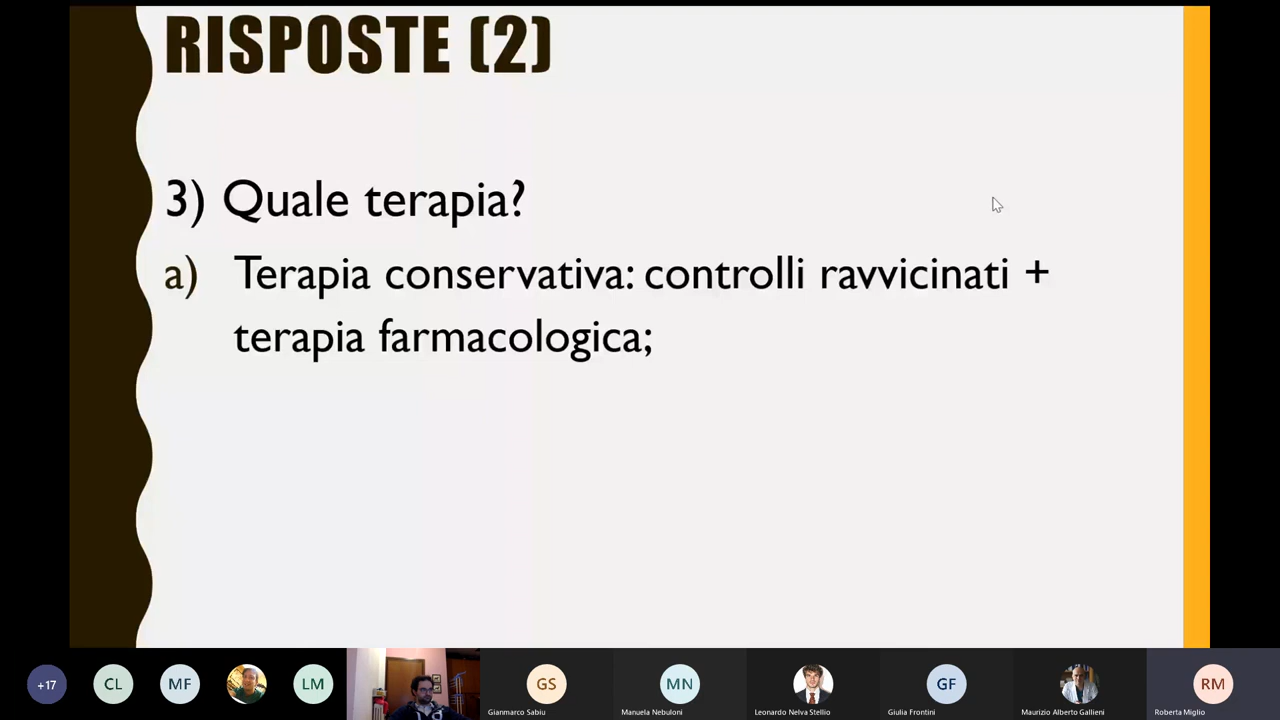 RISPOSTE (2)
3) Quale terapia?
a) Terapia conservativa: controlli ravvicinati +
terapia farmacologica;
+17
CL
MF
LM
GS
MN
GF
RM
Gianmarco Sabiu
Manuela Nebuloni
Leonardo Nelva Stellio
Giulia Frontini
Maurizio Alberto Gallieni
Roberta Miglio